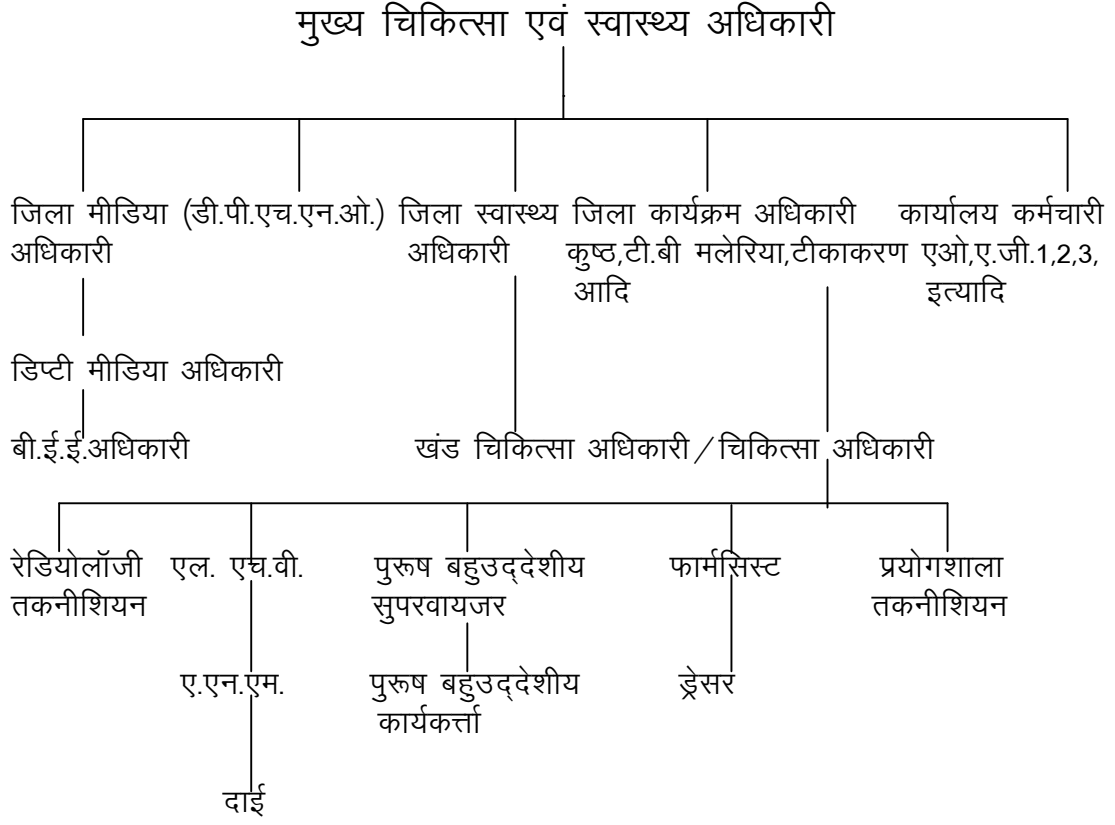 मुख्य चिकित्सा एवं स्वास्थ्य अधिकारी
जिला मीडिया (डी.पी.एच.एन.ओ.) जिला स्वास्थ्य जिला कार्यक्रम अधिकारी कार्यालय कर्मचारी
अधिकारी अधिकारी कुष्ठ,टी.बी मलेरिया,टीकाकरण एओ,ए.जी.1,2,3,
आदि इत्यादि
डिप्टी मीडिया अधिकारी
बी.ई.ई.अधिकारी खंड चिकित्सा अधिकारी / चिकित्सा अधिकारी
रेडियोलॉजी एल. एच.वी. पुरूष बहुउद्देशीय फार्मसिस्ट प्रयोगशाला
तकनीशियन सुपरवायजर तकनीशियन
ए.एन.एम. पुरूष बहुउद्देशीय ड्रेसर
कार्यकर्त्ता
दाई